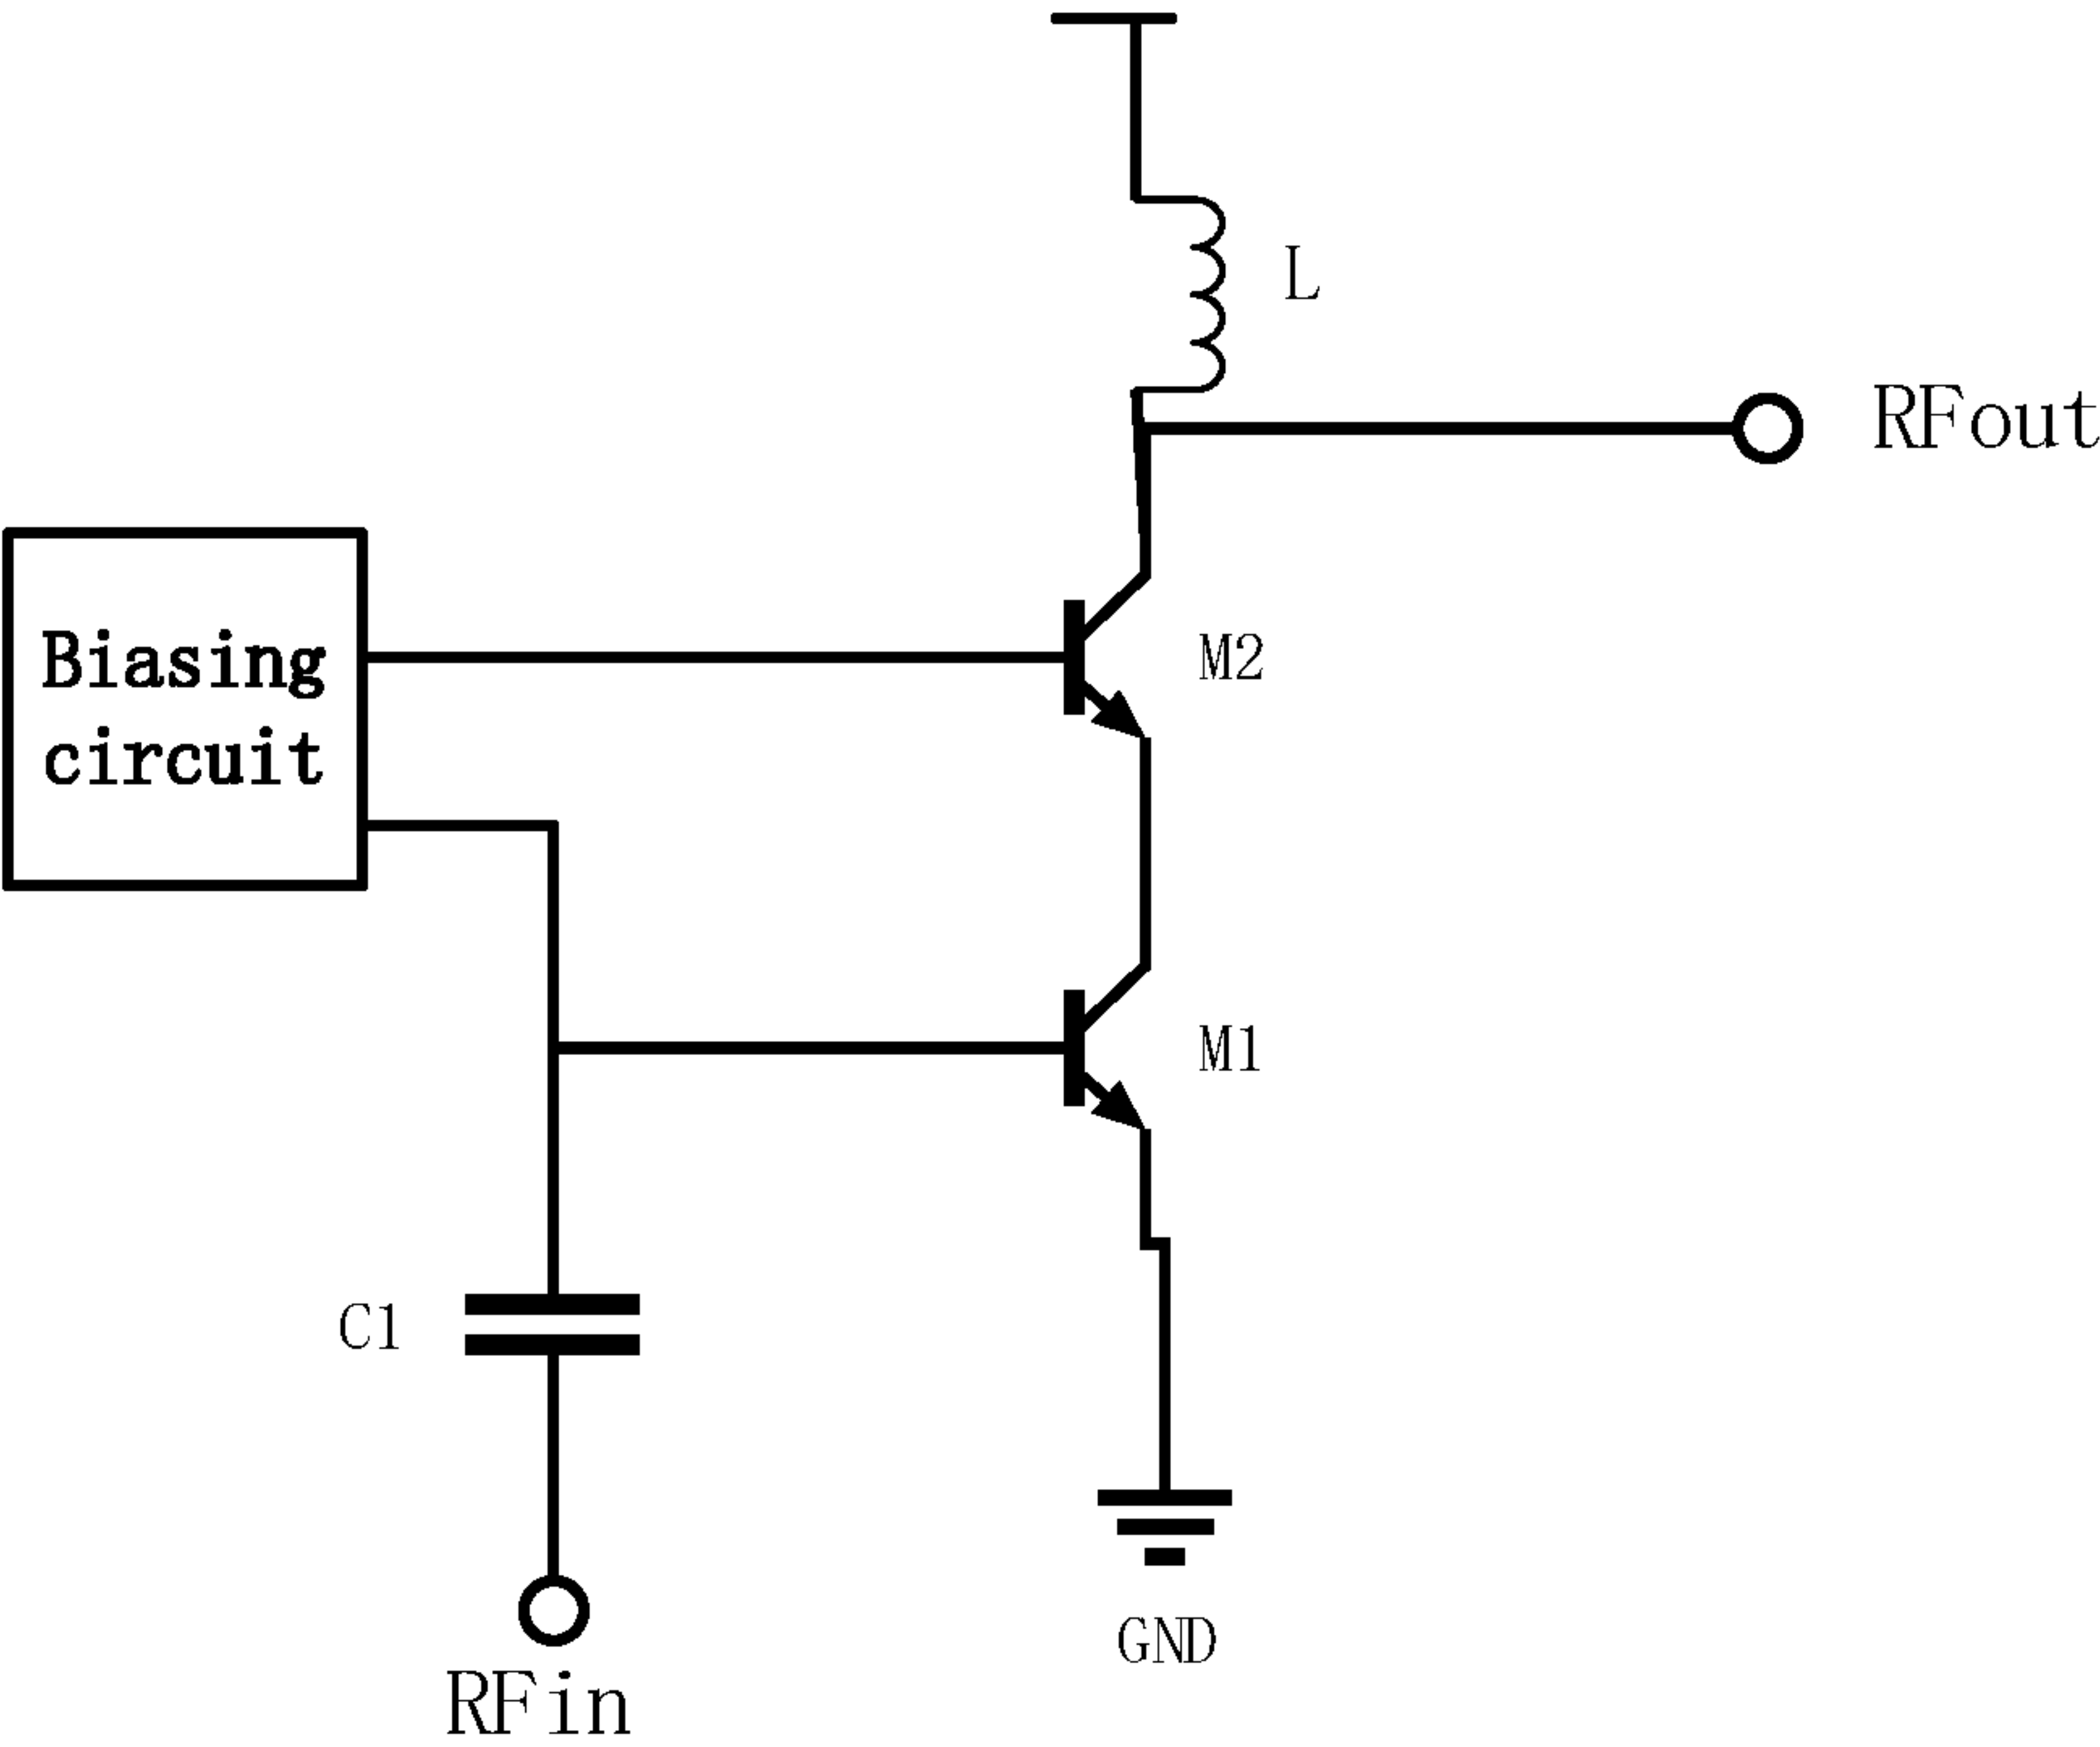 L
RFout
Biasing
circuit
M2
M1
C1
GND
RFin